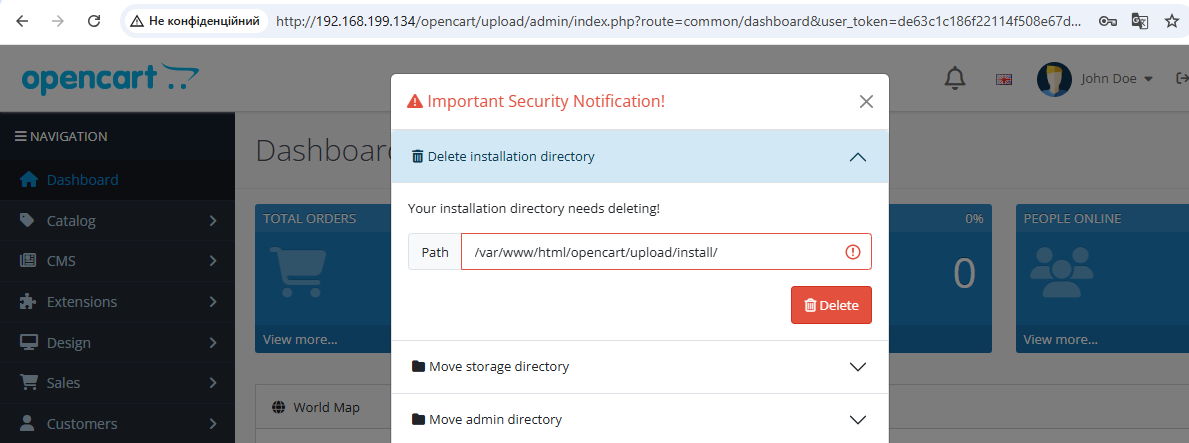 Не конфіденційний http://192.168.199.134/opencart/upload/admin/index.php?route=common/dashboard&user_token=de63c1c186f22114f508e67d...
opencart
John Doe
Important Security Notification!
NAVIGATION
Dashboard
Catalog
CMS
Extensions
Design
Sales
Customers
Dashboard
Delete installation directory
Your installation directory needs deleting!
Path /var/www/html/opencart/upload/install/
Delete
Move storage directory
Move admin directory
TOTAL ORDERS
View more...
0%
0
PEOPLE ONLINE
View more...
World Map